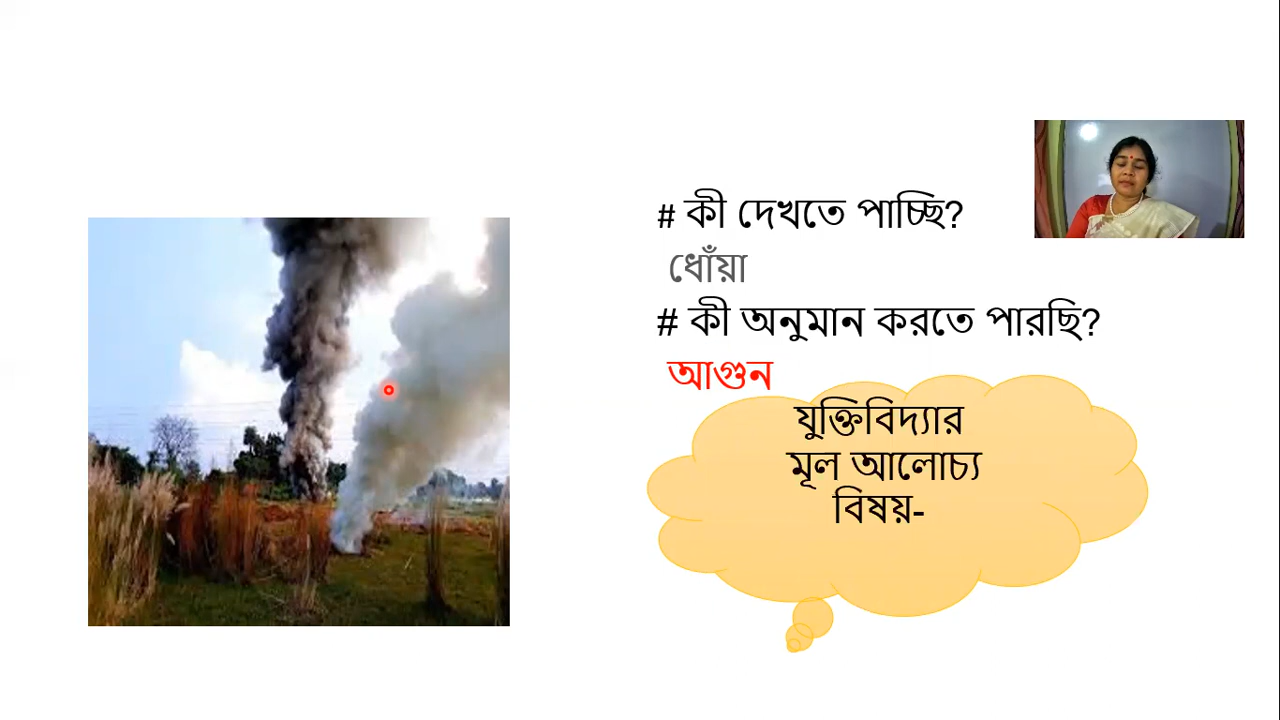 # কী দেখতে পাচ্ছি?
ধোঁয়া
# কী অনুমান করতে পারছি?
আগুন
যুক্তিবিদ্যার
মূল আলোচ্য
বিষয়-